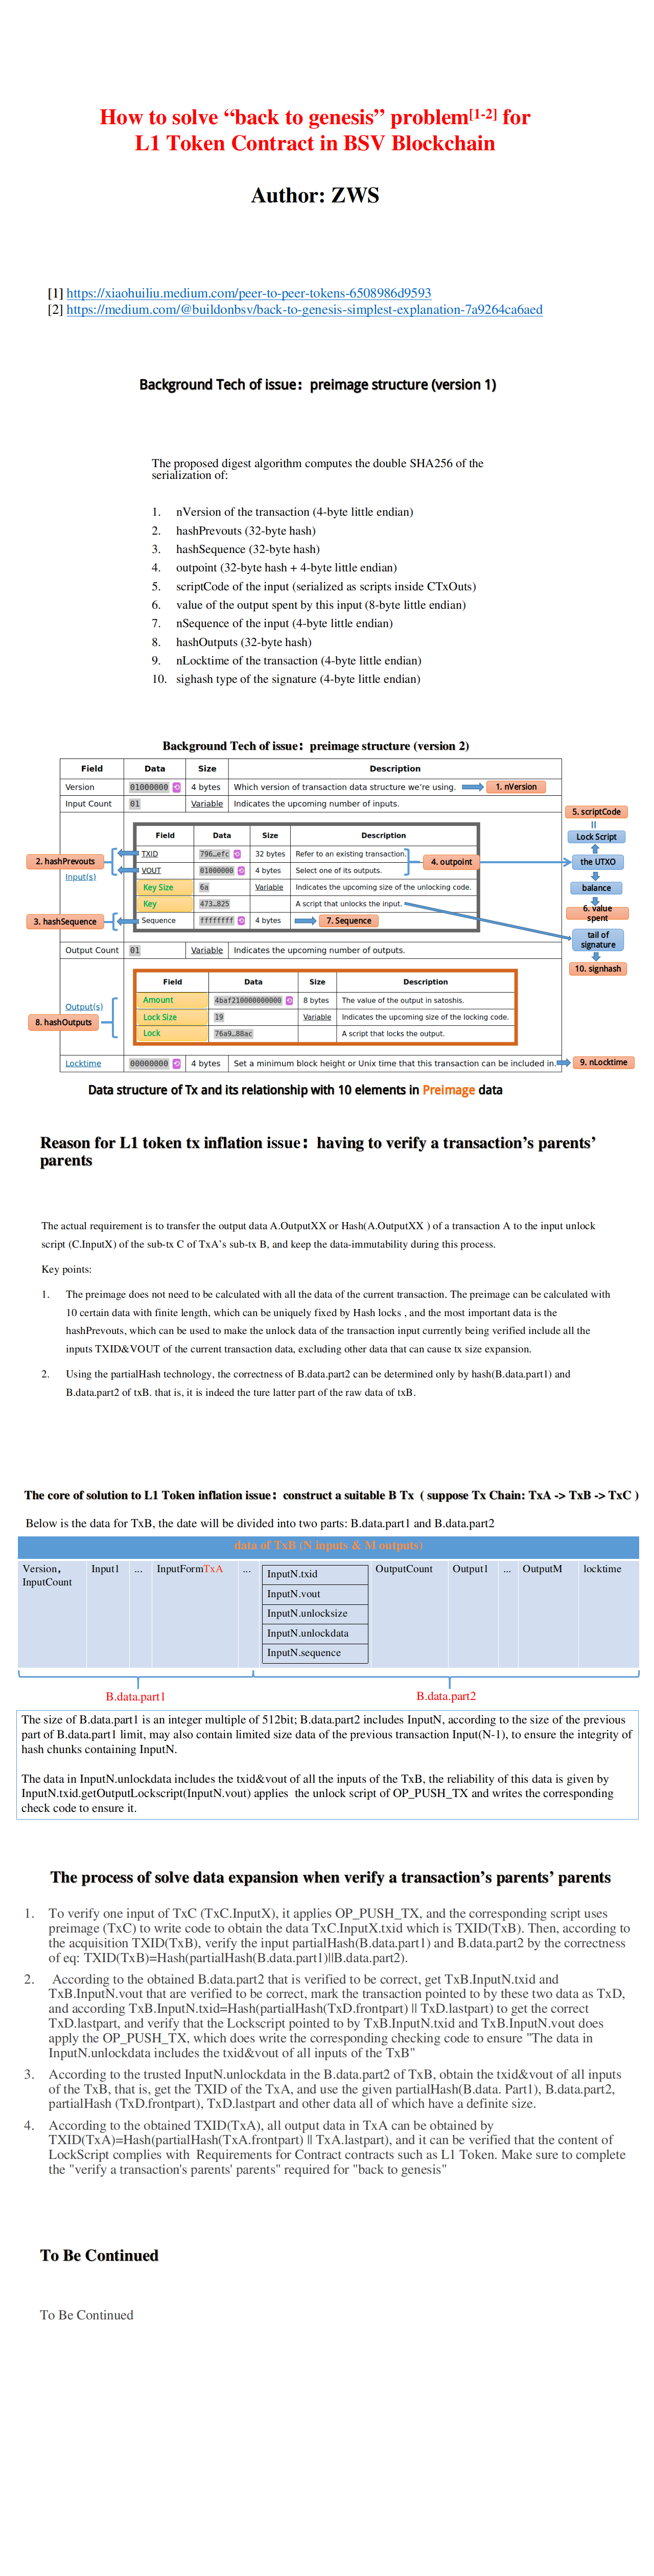 How to solve “back to genesis” problem[1-2] for
L1 Token Contract in BSV Blockchain
Author: ZWS
[1] https://xiaohuiliu.medium.com/peer-to-peer-tokens-6508986d9593
[2] https://medium.com/@buildonbsv/back-to-genesis-simplest-explanation-7a9264ca6aed
Background Tech of issue：preimage structure (version 1)
The proposed digest algorithm computes the double SHA256 of the
serialization of:
1. nVersion of the transaction (4-byte little endian)
2. hashPrevouts (32-byte hash)
3. hashSequence (32-byte hash)
4. outpoint (32-byte hash + 4-byte little endian)
5. scriptCode of the input (serialized as scripts inside CTxOuts)
6. value of the output spent by this input (8-byte little endian)
7. nSequence of the input (4-byte little endian)
8. hashOutputs (32-byte hash)
9. nLocktime of the transaction (4-byte little endian)
10. sighash type of the signature (4-byte little endian)
Background Tech of issue：preimage structure (version 2)
Field Data Size Description
Version 01000000 4 bytes Which version of transaction data structure we're using. 1. nVersion
Input Count 01 Variable Indicates the upcoming number of inputs.
5. scriptCode
Lock Script
Field Data Size Description
2. hashPrevouts
TXID 796…efc 32 bytes Refer to an existing transaction.
4. outpoint
the UTXO
Input(s)
VOUT 01000000 4 bytes Select one of its outputs.
Key Size 6a Variable Indicates the upcoming size of the unlocking code.
balance
Key 473…825 A script that unlocks the input.
6. value
spent
3. hashSequence
Sequence ffffffff 4 bytes 7. Sequence
tail of
signature
Output Count 01 Variable Indicates the upcoming number of outputs.
10. signhash
Field Data Size Description
Output(s)
Amount 4baf210000000000 8 bytes The value of the output in satoshis.
8. hashOutputs
Lock Size 19 Variable Indicates the upcoming size of the locking code.
Lock 76a9…88ac A script that locks the output.
Locktime 00000000 4 bytes Set a minimum block height or Unix time that this transaction can be included in. 9. nLocktime
Data structure of Tx and its relationship with 10 elements in Preimage data
Reason for L1 token tx inflation issue：having to verify a transaction’s parents’
parents
The actual requirement is to transfer the output data A.OutputXX or Hash(A.OutputXX ) of a transaction A to the input unlock
script (C.InputX) of the sub-tx C of TxA’s sub-tx B, and keep the data-immutability during this process.
Key points:
1. The preimage does not need to be calculated with all the data of the current transaction. The preimage can be calculated with
10 certain data with finite length, which can be uniquely fixed by Hash locks , and the most important data is the
hashPrevouts, which can be used to make the unlock data of the transaction input currently being verified include all the
inputs TXID&VOUT of the current transaction data, excluding other data that can cause tx size expansion.
2. Using the partialHash technology, the correctness of B.data.part2 can be determined only by hash(B.data.part1) and
B.data.part2 of txB. that is, it is indeed the ture latter part of the raw data of txB.
The core of solution to L1 Token inflation issue：construct a suitable B Tx ( suppose Tx Chain: TxA -> TxB -> TxC )
Below is the data for TxB, the date will be divided into two parts: B.data.part1 and B.data.part2
data of TxB (N inputs & M outputs)
Version, InputCount Input1 ... InputFormTxA ... InputN.txid OutputCount Output1 ... OutputM locktime
InputN.vout
InputN.unlocksize
InputN.unlockdata
InputN.sequence
B.data.part1 B.data.part2
The size of B.data.part1 is an integer multiple of 512bit; B.data.part2 includes InputN, according to the size of the previous
part of B.data.part1 limit, may also contain limited size data of the previous transaction Input(N-1), to ensure the integrity of
hash chunks containing InputN.
The data in InputN.unlockdata includes the txid&vout of all the inputs of the TxB, the reliability of this data is given by
InputN.txid.getOutputLockscript(InputN.vout) applies the unlock script of OP_PUSH_TX and writes the corresponding
check code to ensure it.
The process of solve data expansion when verify a transaction’s parents’ parents
1. To verify one input of TxC (TxC.InputX), it applies OP_PUSH_TX, and the corresponding script uses
preimage (TxC) to write code to obtain the data TxC.InputX.txid which is TXID(TxB). Then, according to
the acquisition TXID(TxB), verify the input partialHash(B.data.part1) and B.data.part2 by the correctness
of eq: TXID(TxB)=Hash(partialHash(B.data.part1)||B.data.part2).
2. According to the obtained B.data.part2 that is verified to be correct, get TxB.InputN.txid and
TxB.InputN.vout that are verified to be correct, mark the transaction pointed to by these two data as TxD,
and according TxB.InputN.txid=Hash(partialHash(TxD.frontpart) || TxD.lastpart) to get the correct
TxD.lastpart, and verify that the Lockscript pointed to by TxB.InputN.txid and TxB.InputN.vout does
apply the OP_PUSH_TX, which does write the corresponding checking code to ensure "The data in
InputN.unlockdata includes the txid&vout of all inputs of the TxB"
3. According to the trusted InputN.unlockdata in the B.data.part2 of TxB, obtain the txid&vout of all inputs
of the TxB, that is, get the TXID of the TxA, and use the given partialHash(B.data. Part1), B.data.part2,
partialHash (TxD.frontpart), TxD.lastpart and other data all of which have a definite size.
4. According to the obtained TXID(TxA), all output data in TxA can be obtained by
TXID(TxA)=Hash(partialHash(TxA.frontpart) || TxA.lastpart), and it can be verified that the content of
LockScript complies with Requirements for Contract contracts such as L1 Token. Make sure to complete
the "verify a transaction's parents' parents" required for "back to genesis"
To Be Continued
To Be Continued